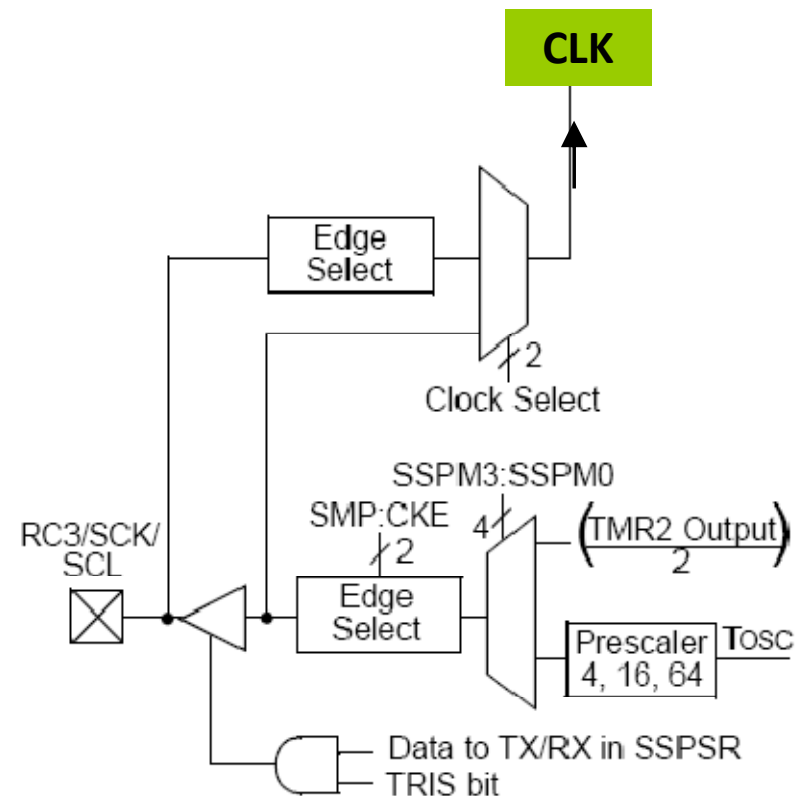 CLK
Edge
Select
2
Clock Select
SSPM3:SSPM0
SMP:CKE
4
(TMR2 Output)
2
2
RC3/SCK/
SCL
Edge
Select
Prescaler
4, 16, 64
TOSC
Data to TX/RX in SSPSR
TRIS bit